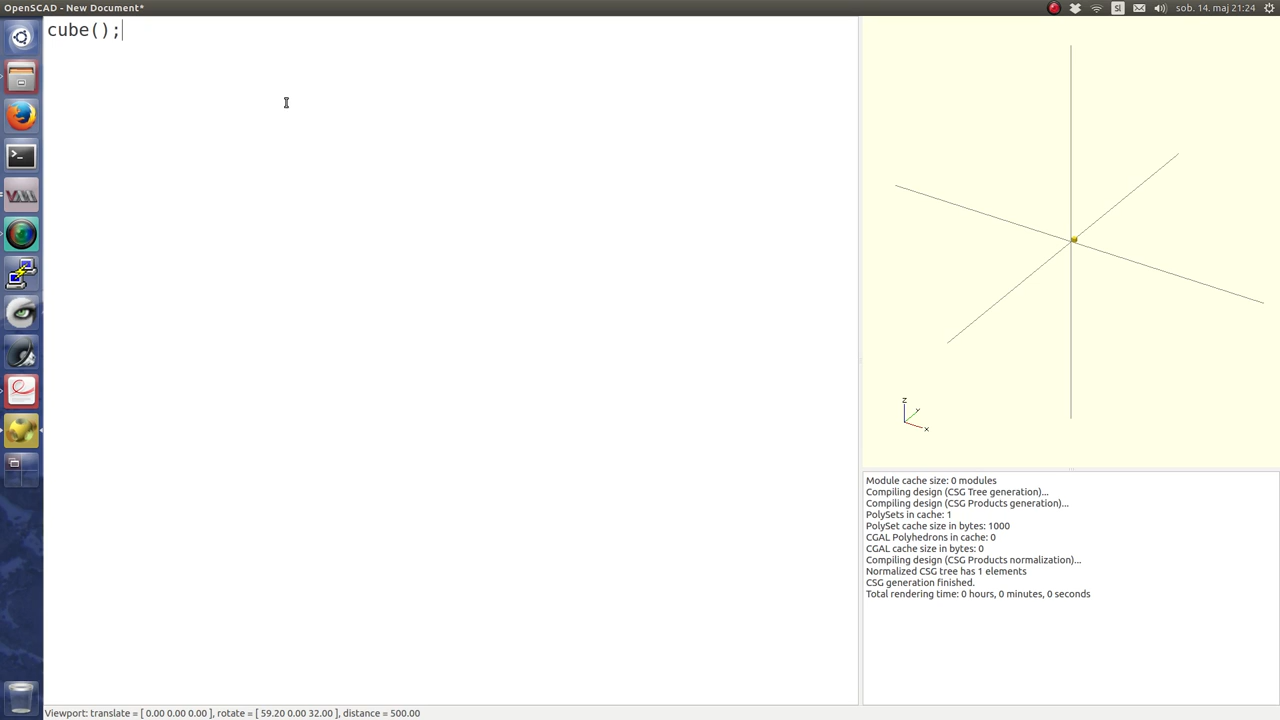 OpenSCAD - New Document*
Sl
sob. 14. maj 21:24
cube();
Z
Y
X
Module cache size: 0 modules
Compiling design (CSG Tree generation)...
Compiling design (CSG Products generation)...
PolySets in cache: 1
PolySet cache size in bytes: 1000
CGAL Polyhedrons in cache: 0
CGAL cache size in bytes: 0
Compiling design (CSG Products normalization)...
Normalized CSG tree has 1 elements
CSG generation finished.
Total rendering time: 0 hours, 0 minutes, 0 seconds
Viewport: translate = [ 0.00 0.00 0.00 ], rotate = [ 59.20 0.00 32.00 ], distance = 500.00